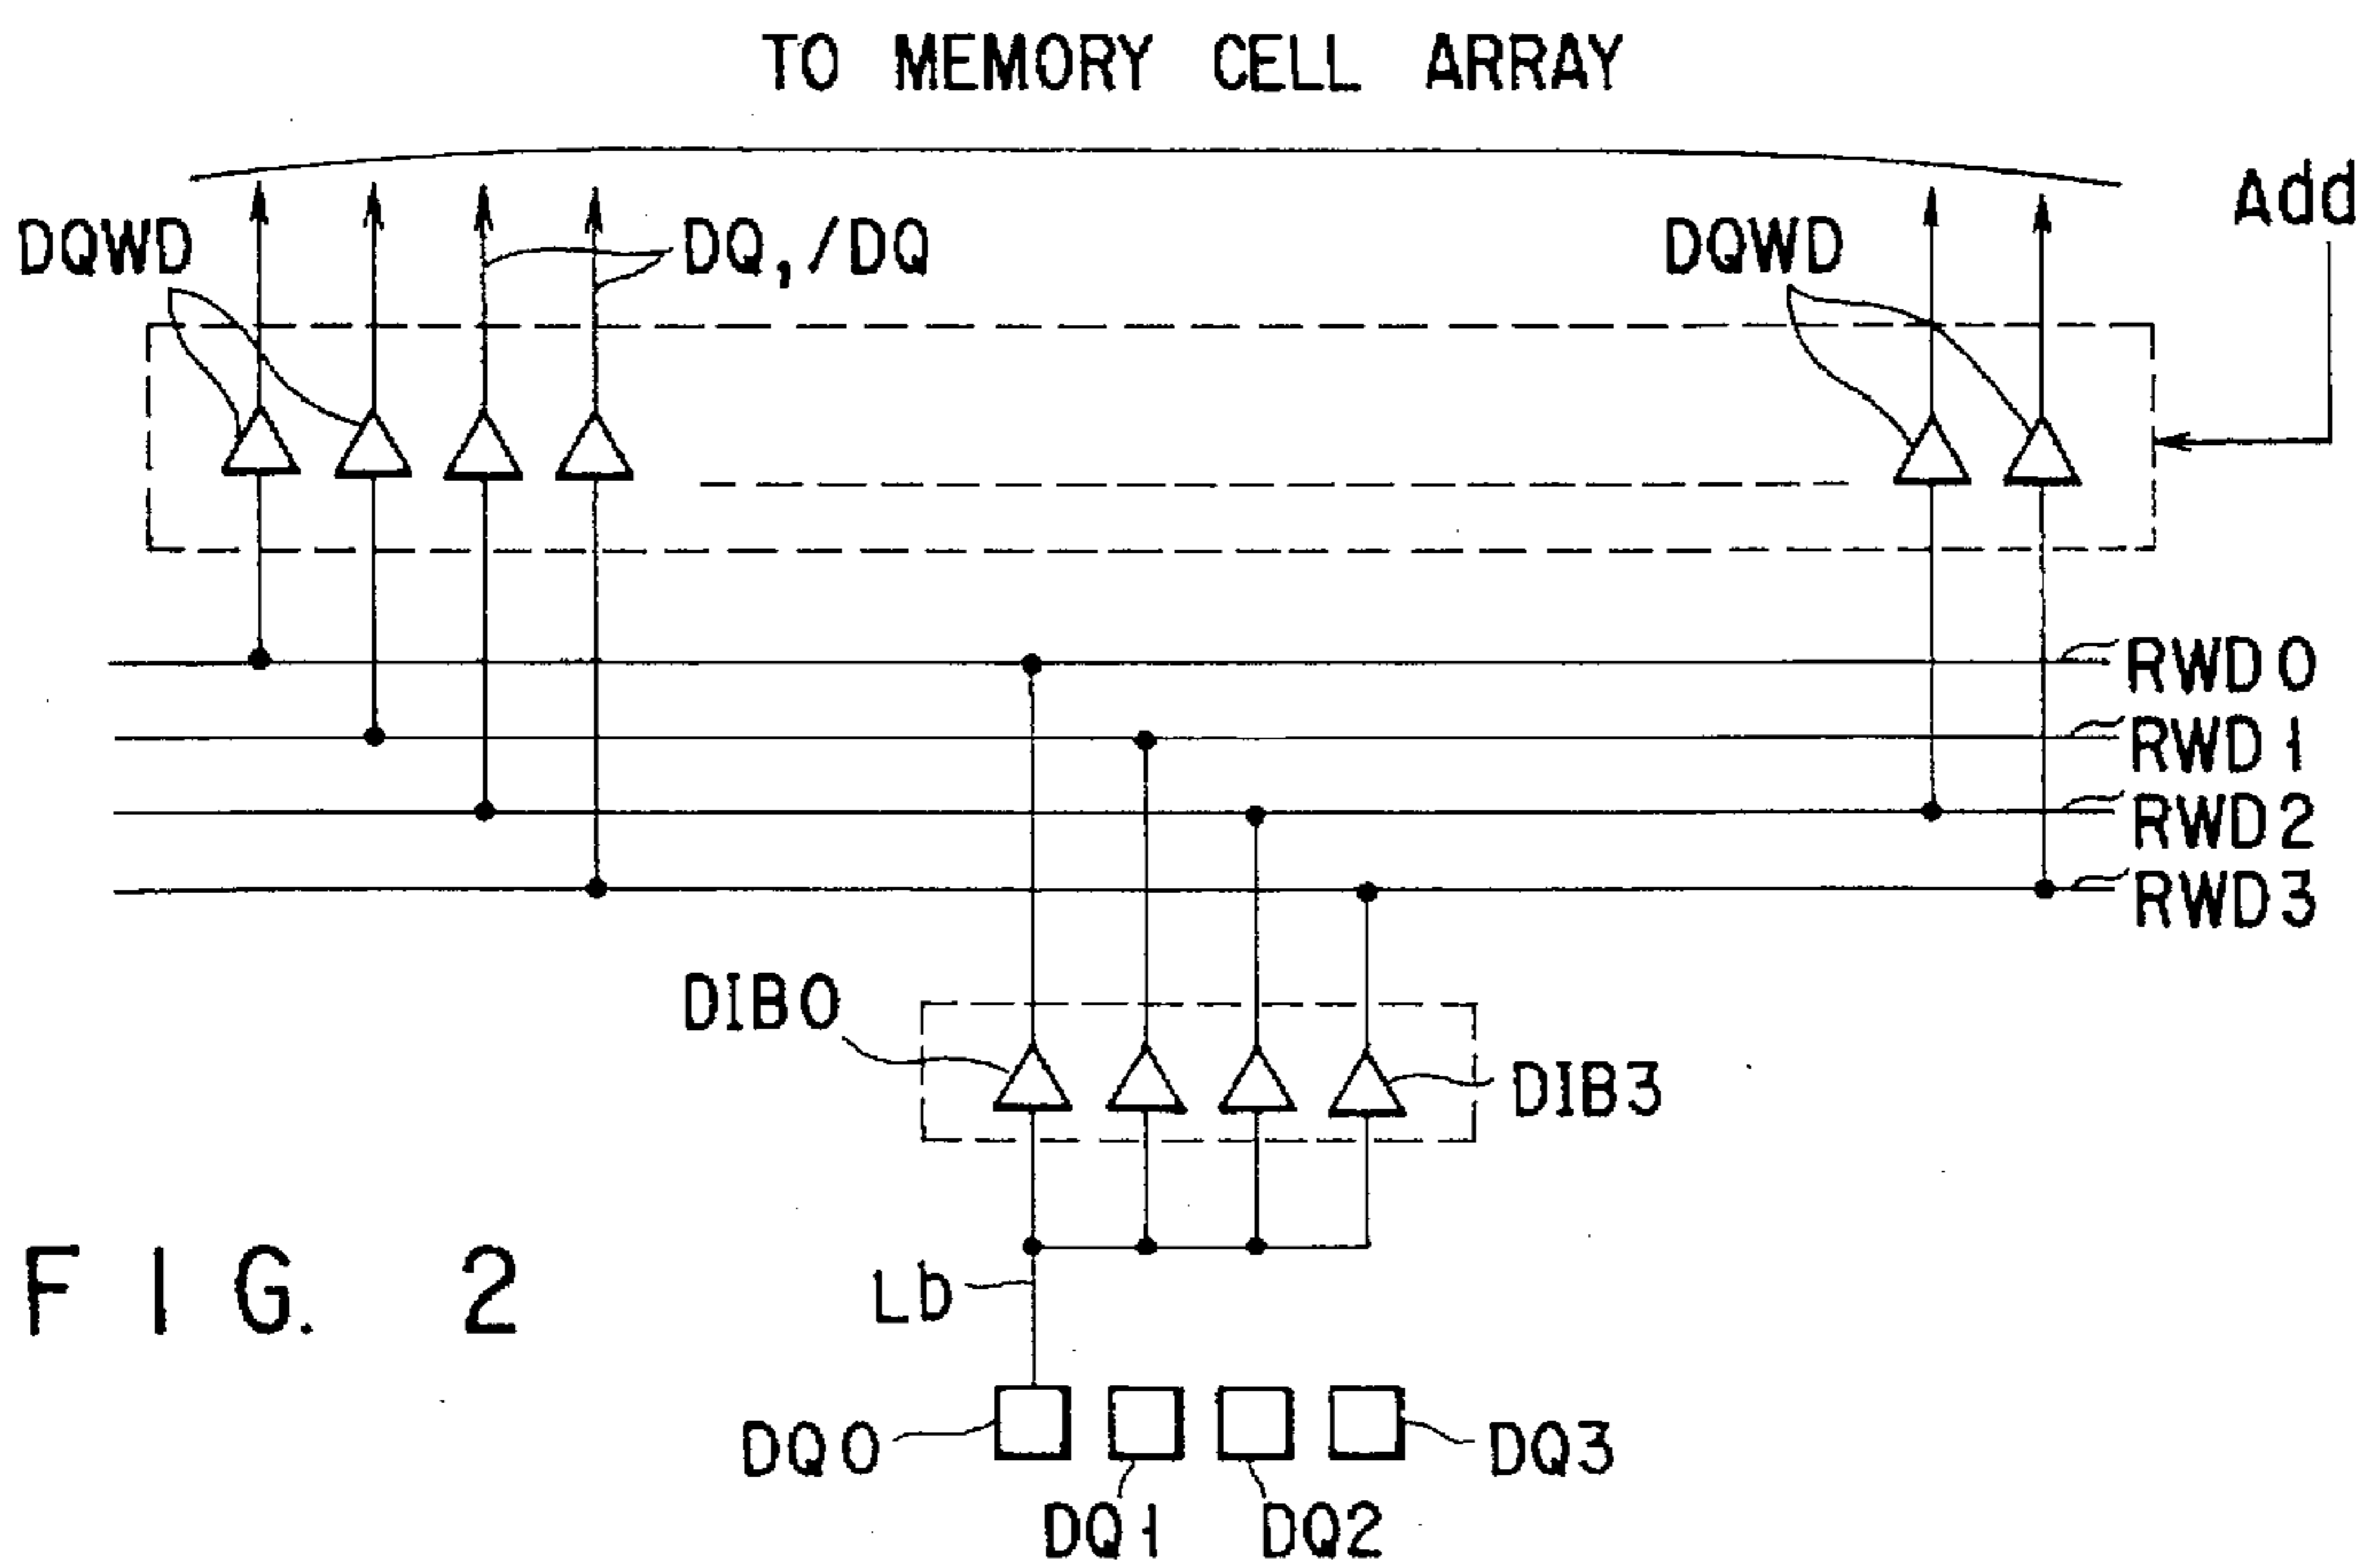 TO MEMORY CELL ARRAY
Add
DQWD
DQ,/DQ
DQWD
RWD0
RWD1
RWD2
RWD3
DIB0
DIB3
Lb
FIG. 2
DQ0
DQ3
DQ1
DQ2